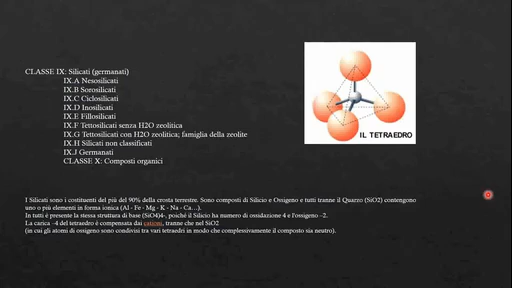 CLASSE IX: Silicati (germanati)
IX.A Nesosilicati
IX.B Sorosilicati
IX.C Ciclosilicati
IX.D Inosilicati
IX.E Fillosilicati
IX.F Tettosilicati senza H2O zeolitica
IX.G Tettosilicati con H2O zeolitica; famiglia della zeolite
IX.H Silicati non classificati
IX.J Germanati
CLASSE X: Composti organici
IL TETRAEDRO
I Silicati sono i costituenti del più del 90% della crosta terrestre. Sono composti di Silicio e Ossigeno e tutti tranne il Quarzo (SiO2) contengono
uno o più elementi in forma ionica (Al - Fe - Mg - K - Na - Ca…).
In tutti é presente la stessa struttura di base (SiO4)4-, poiché il Silicio ha numero di ossidazione 4 e l'ossigeno –2.
La carica –4 del tetraedro è compensata dai cationi, tranne che nel SiO2
(in cui gli atomi di ossigeno sono condivisi tra vari tetraedri in modo che complessivamente il composto sia neutro).